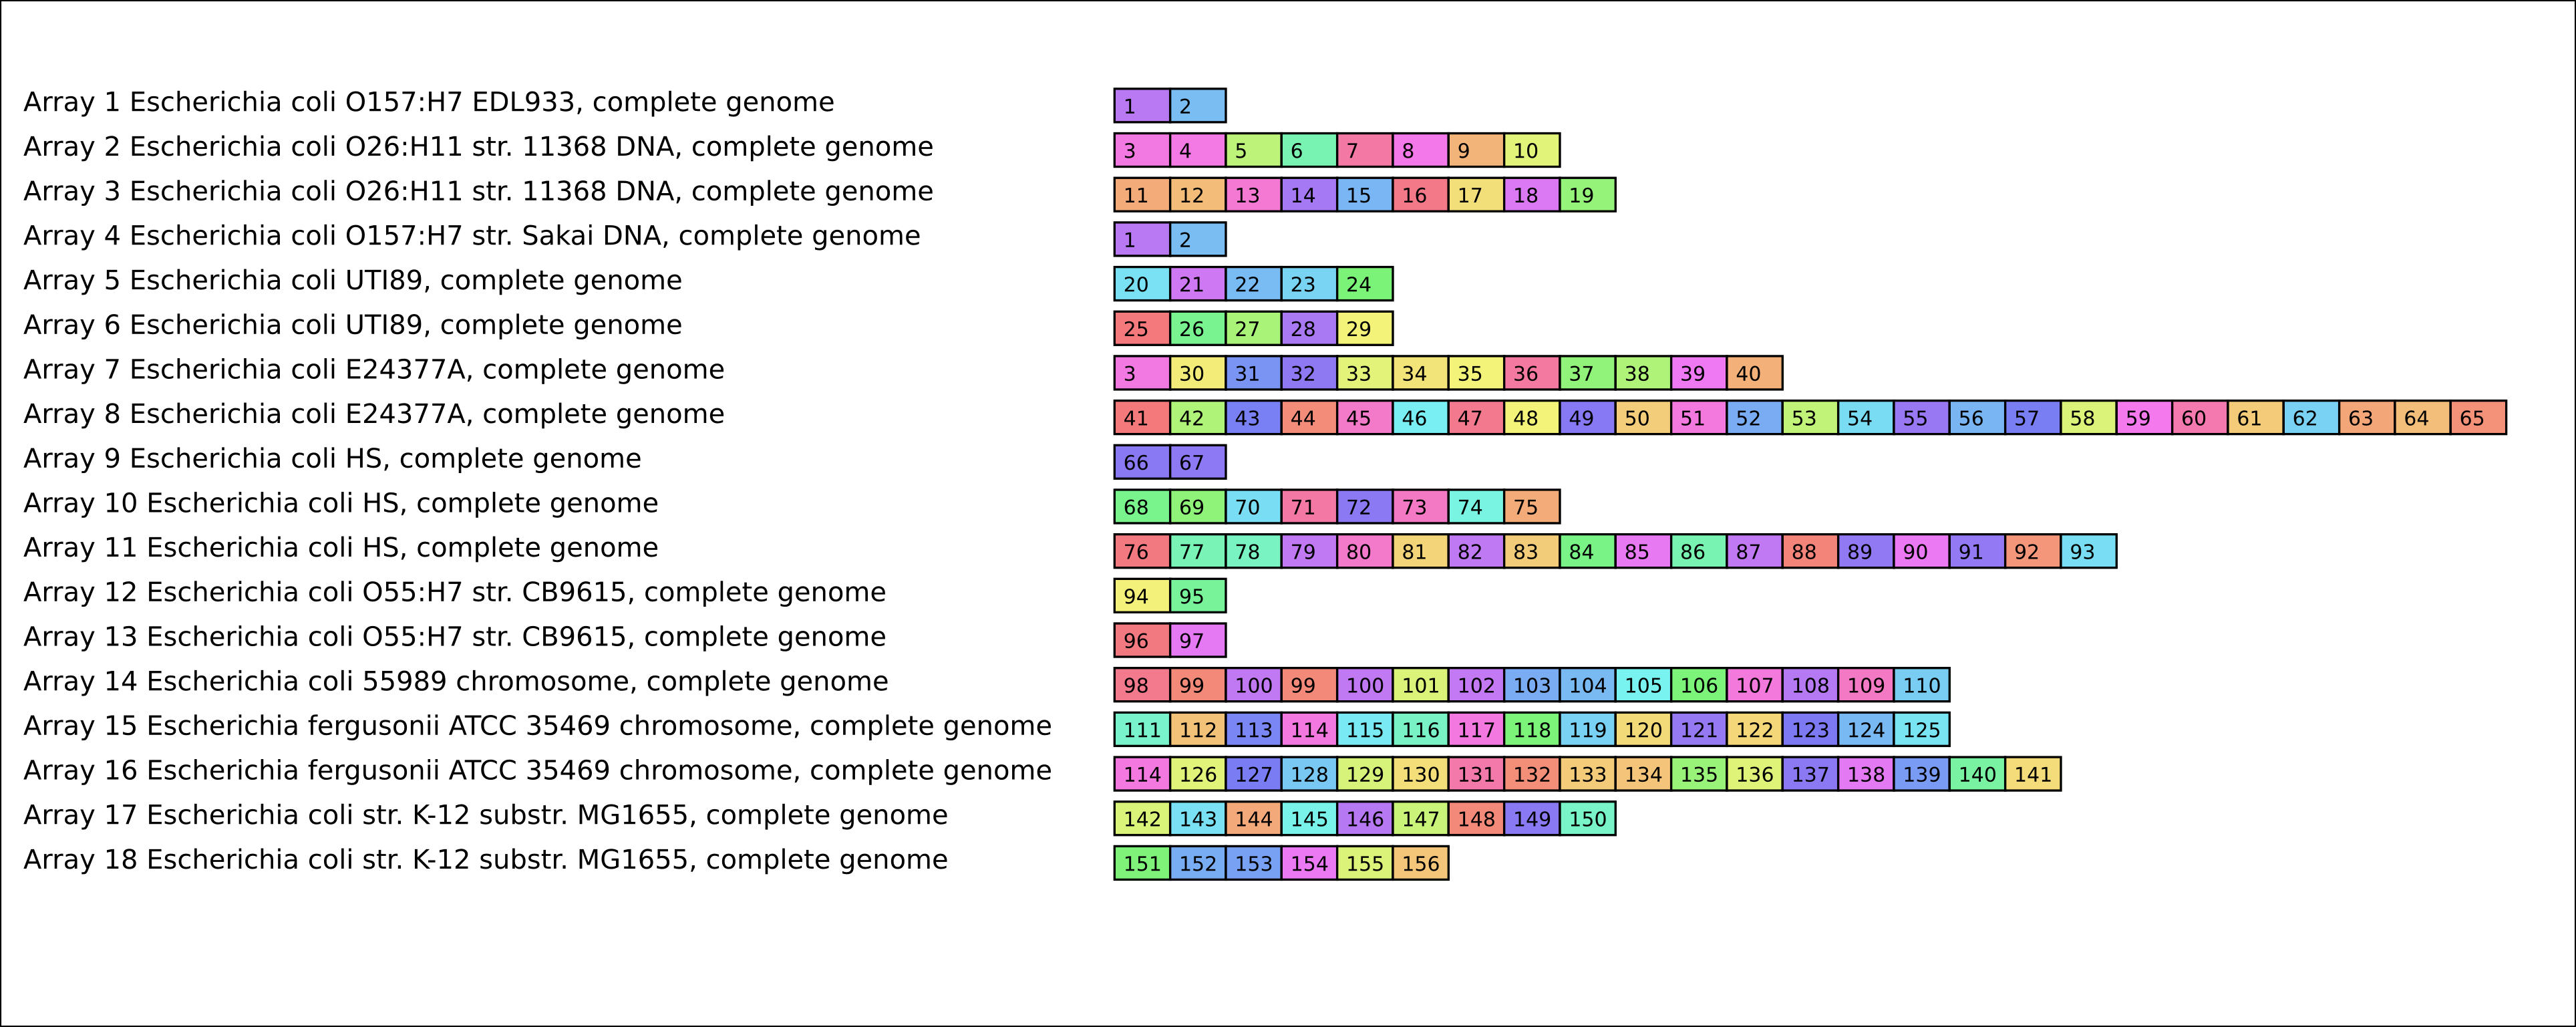 Array 1 Escherichia coli O157:H7 EDL933, complete genome 1 2
Array 2 Escherichia coli O26:H11 str. 11368 DNA, complete genome 3 4 5 6 7 8 9 10
Array 3 Escherichia coli O26:H11 str. 11368 DNA, complete genome 11 12 13 14 15 16 17 18 19
Array 4 Escherichia coli O157:H7 str. Sakai DNA, complete genome 1 2
Array 5 Escherichia coli UTI89, complete genome 20 21 22 23 24
Array 6 Escherichia coli UTI89, complete genome 25 26 27 28 29
Array 7 Escherichia coli E24377A, complete genome 3 30 31 32 33 34 35 36 37 38 39 40
Array 8 Escherichia coli E24377A, complete genome 41 42 43 44 45 46 47 48 49 50 51 52 53 54 55 56 57 58 59 60 61 62 63 64 65
Array 9 Escherichia coli HS, complete genome 66 67
Array 10 Escherichia coli HS, complete genome 68 69 70 71 72 73 74 75
Array 11 Escherichia coli HS, complete genome 76 77 78 79 80 81 82 83 84 85 86 87 88 89 90 91 92 93
Array 12 Escherichia coli O55:H7 str. CB9615, complete genome 94 95
Array 13 Escherichia coli O55:H7 str. CB9615, complete genome 96 97
Array 14 Escherichia coli 55989 chromosome, complete genome 98 99 100 99 100 101 102 103 104 105 106 107 108 109 110
Array 15 Escherichia fergusonii ATCC 35469 chromosome, complete genome 111 112 113 114 115 116 117 118 119 120 121 122 123 124 125
Array 16 Escherichia fergusonii ATCC 35469 chromosome, complete genome 114 126 127 128 129 130 131 132 133 134 135 136 137 138 139 140 141
Array 17 Escherichia coli str. K-12 substr. MG1655, complete genome 142 143 144 145 146 147 148 149 150
Array 18 Escherichia coli str. K-12 substr. MG1655, complete genome 151 152 153 154 155 156